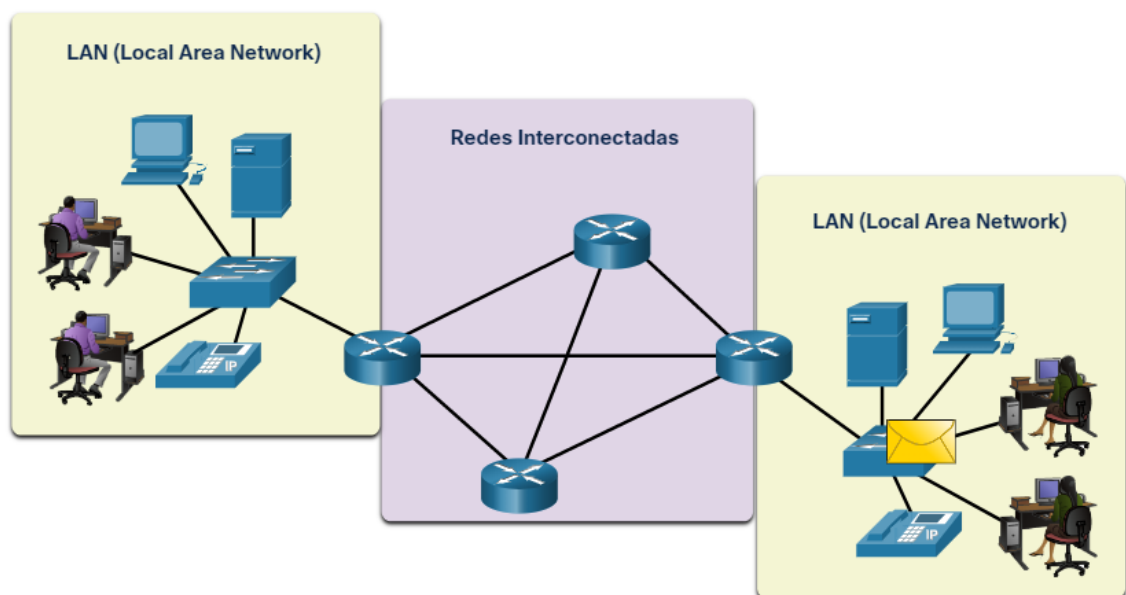 LAN (Local Area Network)
Redes Interconectadas
LAN (Local Area Network)
IP
IP